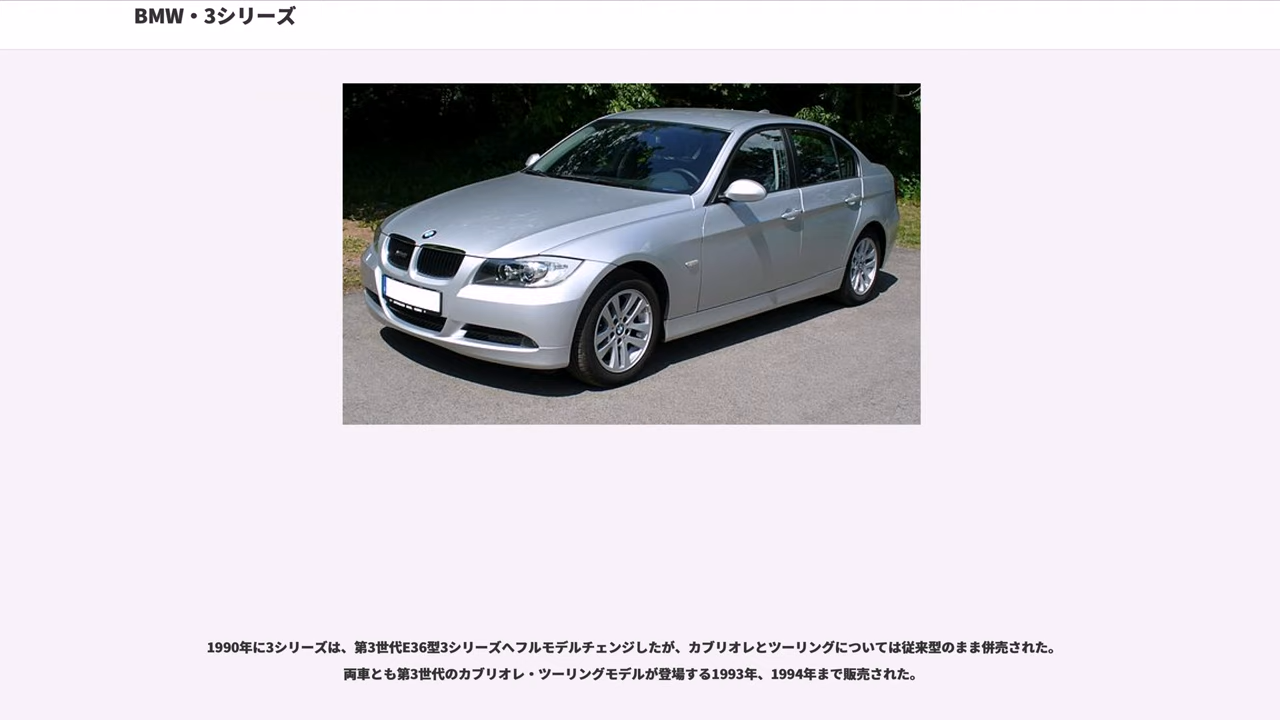 BMW・3シリーズ
1990年に3シリーズは、第3世代E36型3シリーズへフルモデルチェンジしたが、カブリオレとツーリングについては従来型のまま併売された。
両車とも第3世代のカブリオレ・ツーリングモデルが登場する1993年、1994年まで販売された。